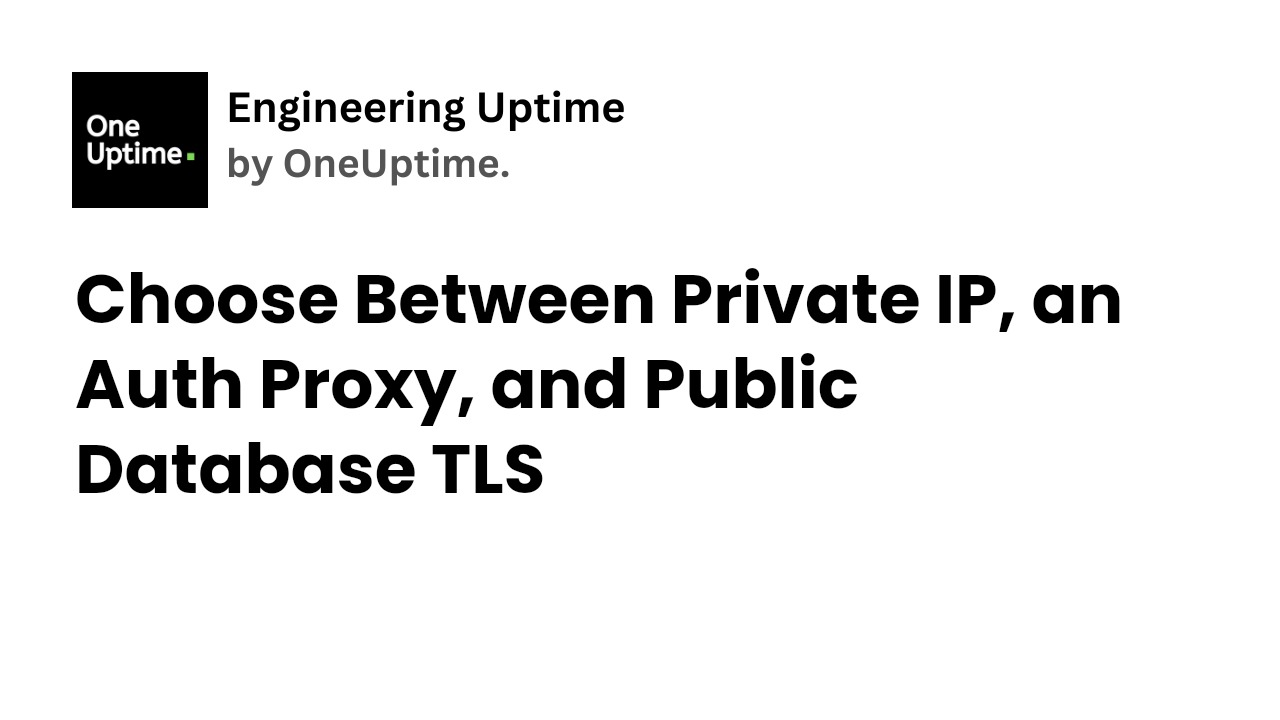 One
Uptime.
Engineering Uptime
by OneUptime.
Choose Between Private IP, an
Auth Proxy, and Public
Database TLS